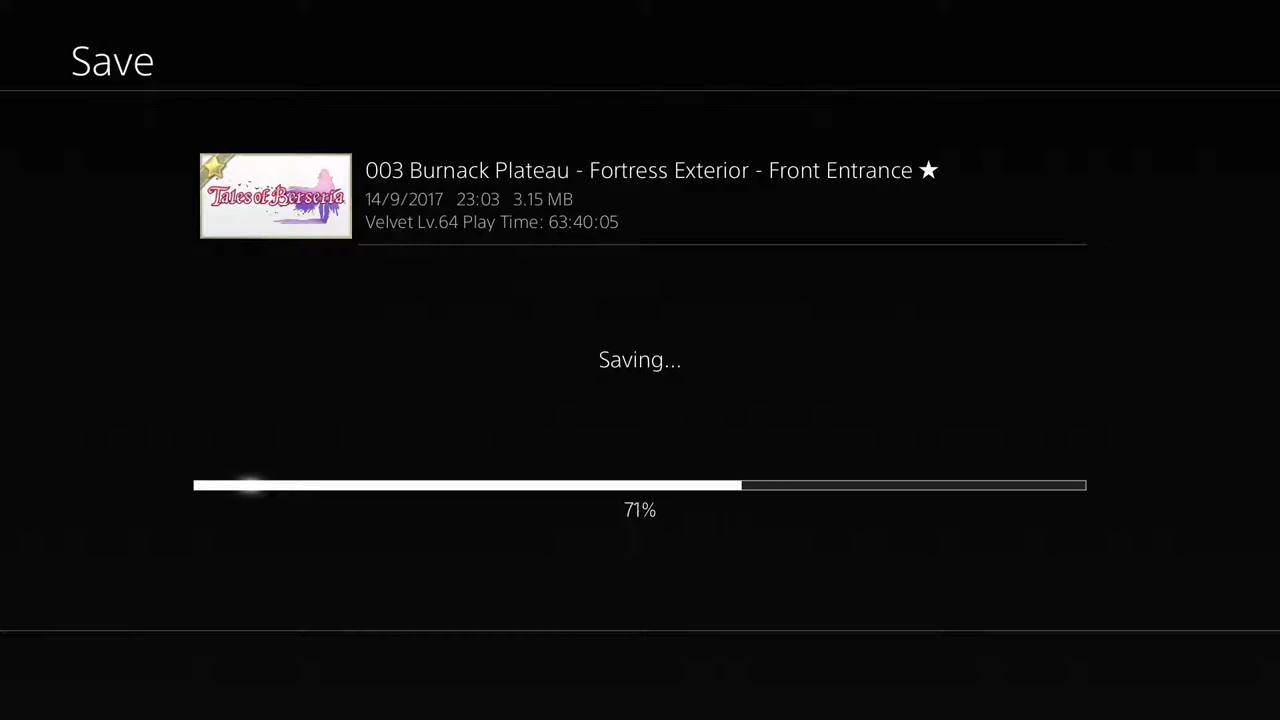 Save
Tales of Berseria
003 Burnack Plateau - Fortress Exterior - Front Entrance ★
14/9/2017 23:03 3.15 MB
Velvet Lv.64 Play Time: 63:40:05
Saving...
71%